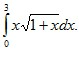 ∫₀³ x√(1+x) dx.